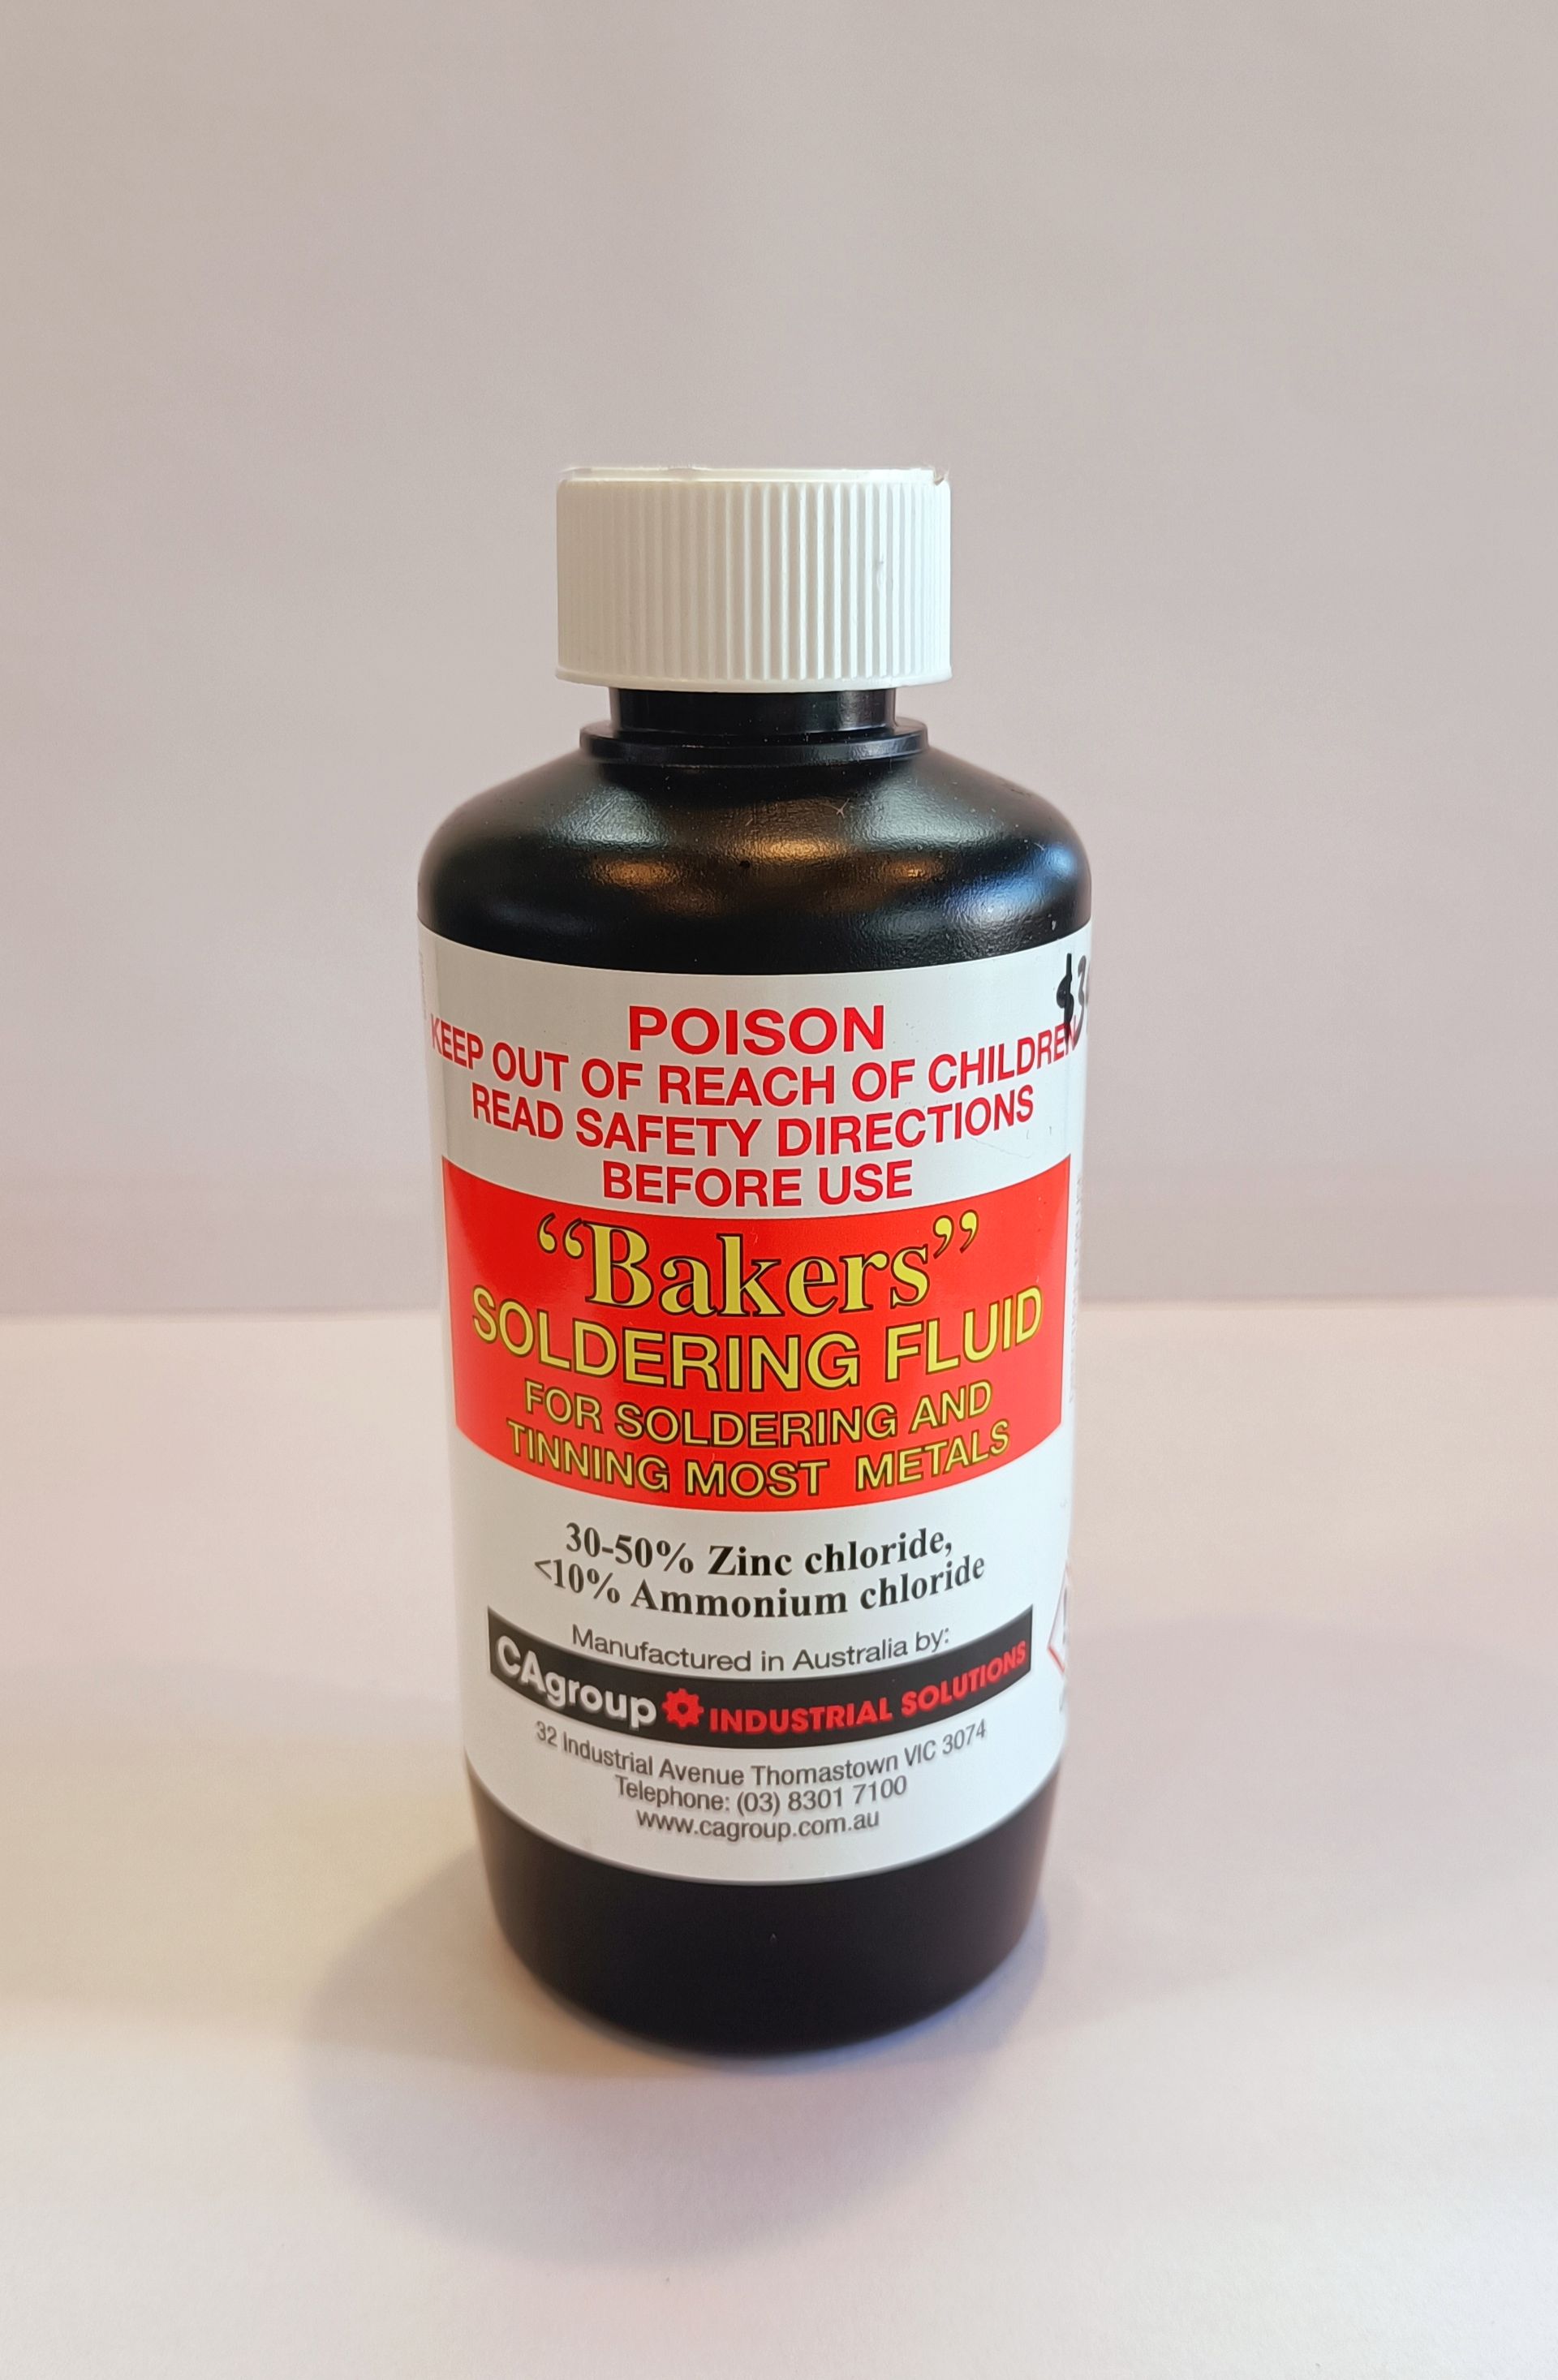 POISON
KEEP OUT OF REACH OF CHILDREN
READ SAFETY DIRECTIONS
BEFORE USE
“Bakers”
SOLDERING FLUID
FOR SOLDERING AND
TINNING MOST METALS
30-50% Zinc chloride,
<10% Ammonium chloride
Manufactured in Australia by:
CAgroup INDUSTRIAL SOLUTIONS
32 Industrial Avenue Thomastown VIC 3074
Telephone: (03) 8301 7100
www.cagroup.com.au